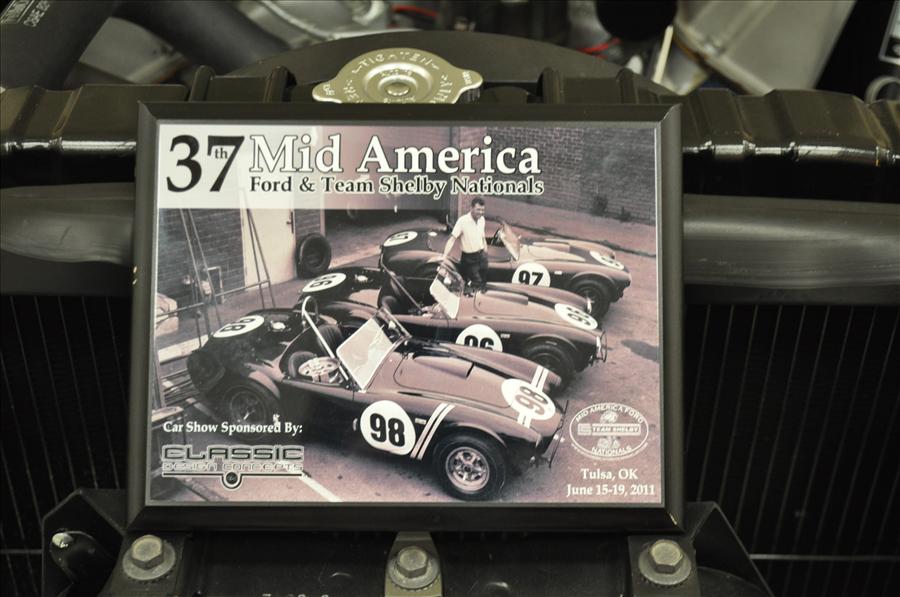 37th Mid America
Ford & Team Shelby Nationals
97
96
98
98
98
Car Show Sponsored By:
CLASSIC
DESIGN CONCEPTS
MID AMERICA FORD
TEAM SHELBY
NATIONALS
Tulsa, OK
June 15-19, 2011